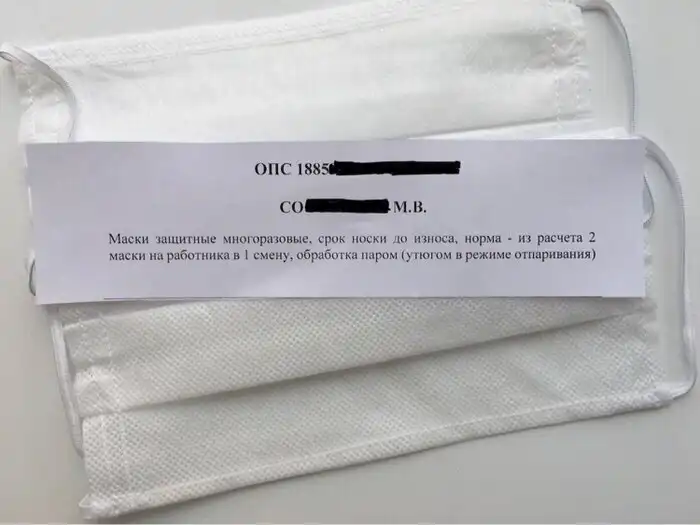 ОПС 1885
СО М.В.
Маски защитные многоразовые, срок носки до износа, норма - из расчета 2
маски на работника в 1 смену, обработка паром (утюгом в режиме отпаривания)